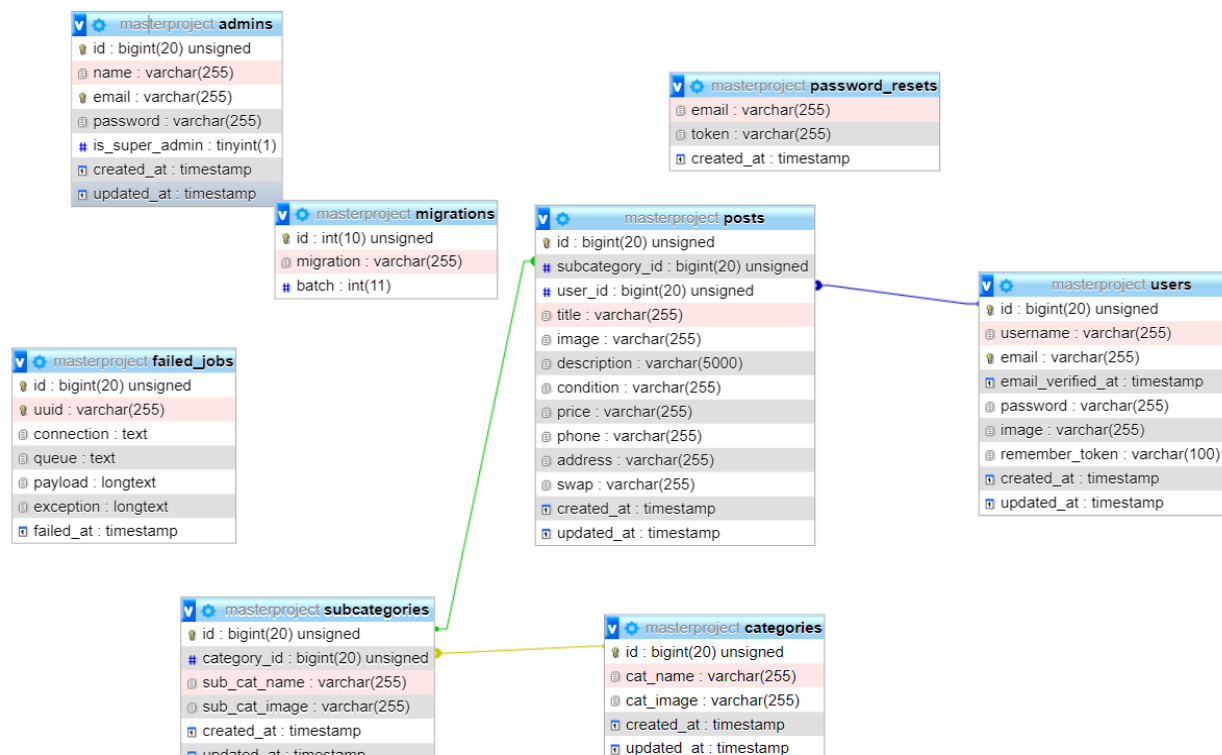 masterproject admins
id : bigint(20) unsigned
name : varchar(255)
email : varchar(255)
password : varchar(255)
is_super_admin : tinyint(1)
created_at : timestamp
updated_at : timestamp
masterproject password_resets
email : varchar(255)
token : varchar(255)
created_at : timestamp
masterproject migrations
id : int(10) unsigned
migration : varchar(255)
batch : int(11)
masterproject posts
id : bigint(20) unsigned
subcategory_id : bigint(20) unsigned
user_id : bigint(20) unsigned
title : varchar(255)
image : varchar(255)
description : varchar(5000)
condition : varchar(255)
price : varchar(255)
phone : varchar(255)
address : varchar(255)
swap : varchar(255)
created_at : timestamp
updated_at : timestamp
masterproject users
id : bigint(20) unsigned
username : varchar(255)
email : varchar(255)
email_verified_at : timestamp
password : varchar(255)
image : varchar(255)
remember_token : varchar(100)
created_at : timestamp
updated_at : timestamp
masterproject failed_jobs
id : bigint(20) unsigned
uuid : varchar(255)
connection : text
queue : text
payload : longtext
exception : longtext
failed_at : timestamp
masterproject subcategories
id : bigint(20) unsigned
category_id : bigint(20) unsigned
sub_cat_name : varchar(255)
sub_cat_image : varchar(255)
created_at : timestamp
updated_at : timestamp
masterproject categories
id : bigint(20) unsigned
cat_name : varchar(255)
cat_image : varchar(255)
created_at : timestamp
updated_at : timestamp